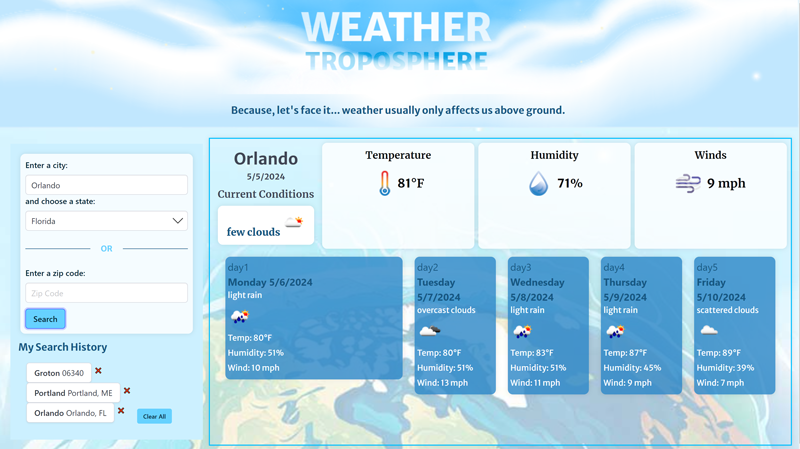 WEATHER
TROPOSPHERE
Because, let's face it... weather usually only affects us above ground.
Enter a city:
Orlando
and choose a state:
Florida
OR
Enter a zip code:
Zip Code
Search
My Search History
Groton 06340
Portland Portland, ME
Orlando Orlando, FL
Clear All
Orlando
5/5/2024
Current Conditions
few clouds
Temperature
81°F
Humidity
71%
Winds
9 mph
day1
Monday 5/6/2024
light rain
Temp: 80°F
Humidity: 51%
Wind: 10 mph
day2
Tuesday
5/7/2024
overcast clouds
Temp: 80°F
Humidity: 51%
Wind: 13 mph
day3
Wednesday
5/8/2024
light rain
Temp: 83°F
Humidity: 51%
Wind: 11 mph
day4
Thursday
5/9/2024
light rain
Temp: 87°F
Humidity: 45%
Wind: 9 mph
day5
Friday
5/10/2024
scattered clouds
Temp: 89°F
Humidity: 39%
Wind: 7 mph